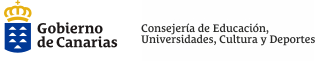 Gobierno
de Canarias
Consejería de Educación,
Universidades, Cultura y Deportes